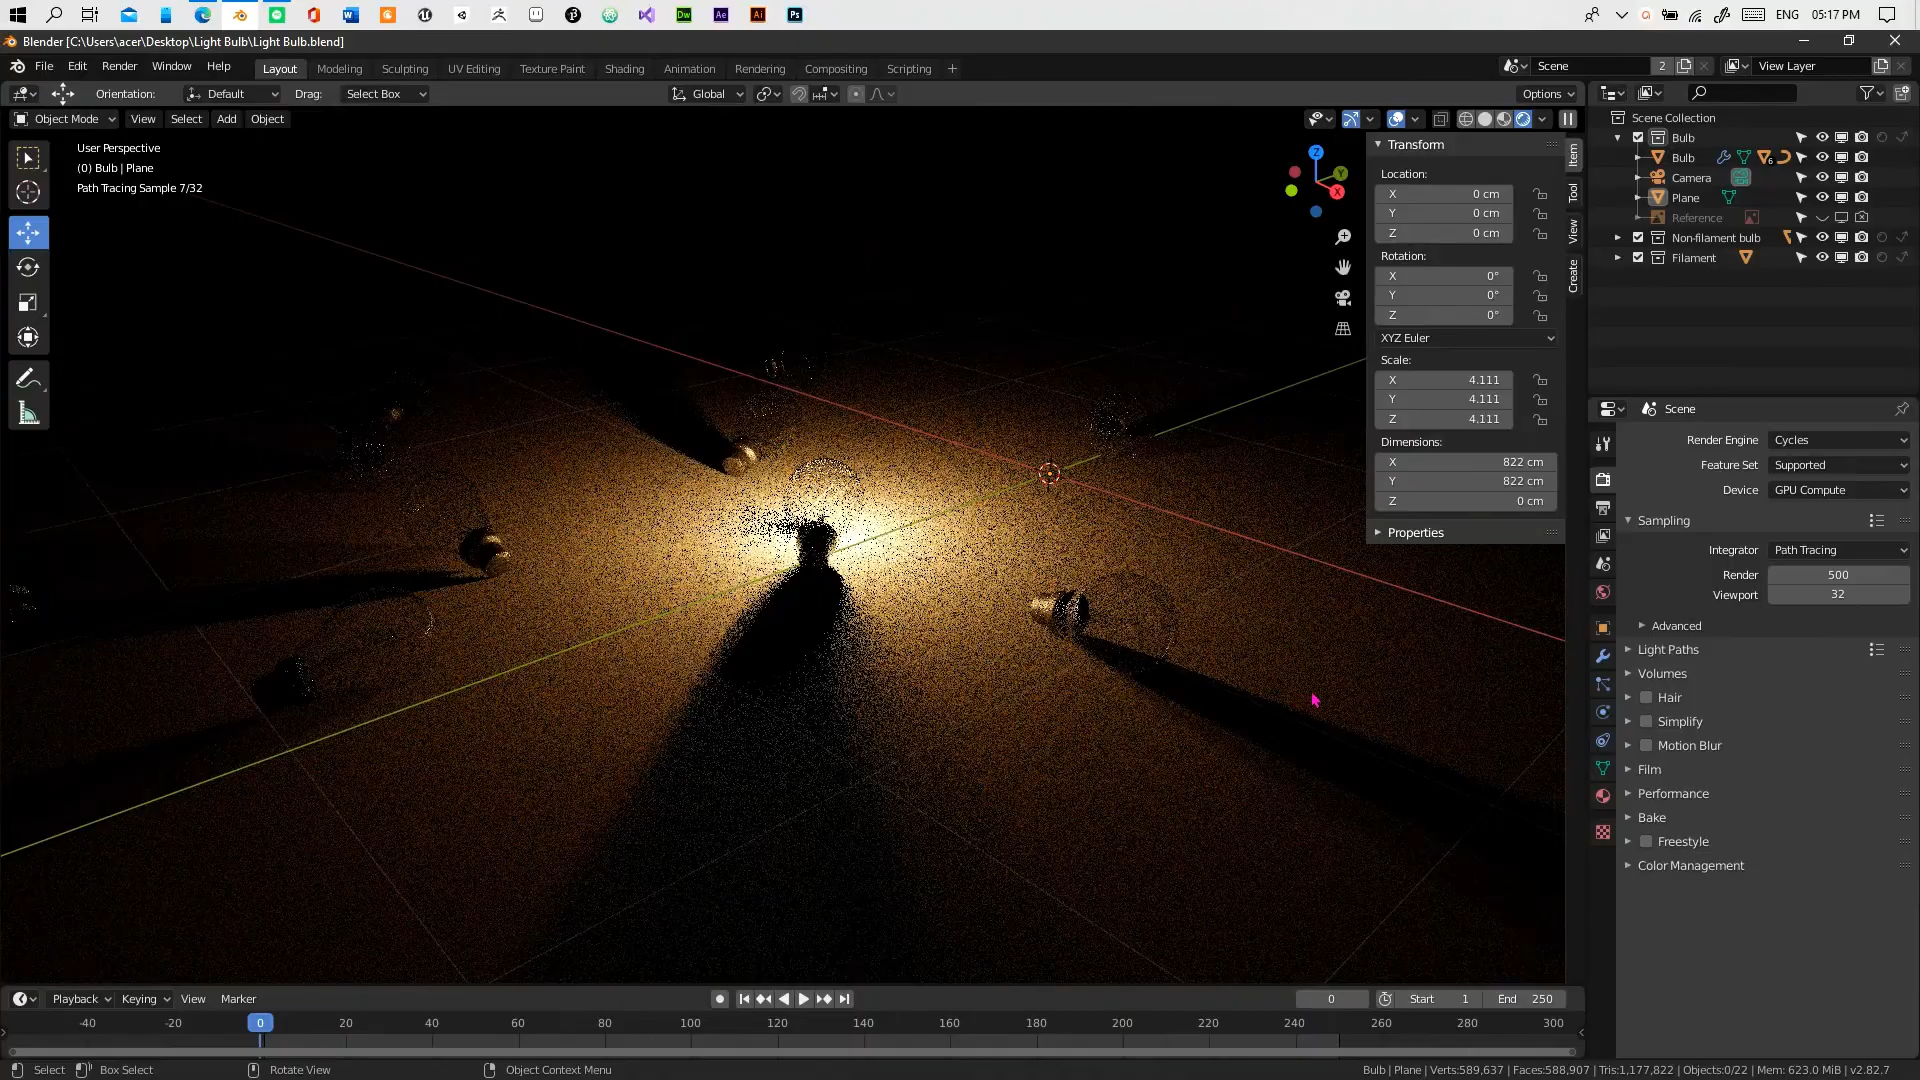 ENG 05:17 PM
Blender [C:\Users\acer\Desktop\Light Bulb\Light Bulb.blend]
File Edit Render Window Help Layout Modeling Sculpting UV Editing Texture Paint Shading Animation Rendering Compositing Scripting + Scene 2 View Layer
Orientation: Default Drag: Select Box Global Options
Object Mode View Select Add Object
User Perspective
(0) Bulb | Plane
Path Tracing Sample 7/32
Z
Y
X
Transform
Location:
X 0 cm
Y 0 cm
Z 0 cm
Rotation:
X 0°
Y 0°
Z 0°
XYZ Euler
Scale:
X 4.111
Y 4.111
Z 4.111
Dimensions:
X 822 cm
Y 822 cm
Z 0 cm
Properties
Item
Tool
View
Create
Scene Collection
Bulb
Bulb 6
Camera
Plane
Reference
Non-filament bulb
Filament
Scene
Render Engine Cycles
Feature Set Supported
Device GPU Compute
Sampling
Integrator Path Tracing
Render 500
Viewport 32
Advanced
Light Paths
Volumes
Hair
Simplify
Motion Blur
Film
Performance
Bake
Freestyle
Color Management
Playback Keying View Marker 0 Start 1 End 250
-40 -20 0 20 40 60 80 100 120 140 160 180 200 220 240 260 280 300
Select Box Select Rotate View Object Context Menu Bulb | Plane | Verts:589,637 | Faces:588,907 | Tris:1,177,822 | Objects:0/22 | Mem: 623.0 MiB | v2.82.7